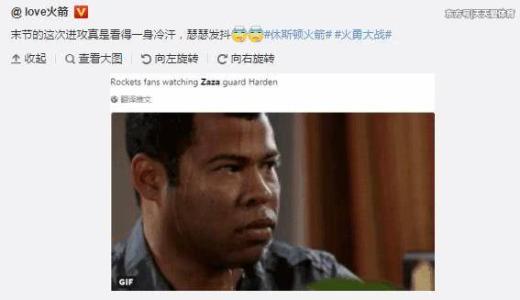 @ love火箭 V
末节的这次进攻真是看得一身冷汗,瑟瑟发抖#休斯顿火箭# #火勇大战#
收起 查看大图 向左旋转 向右旋转
Rockets fans watching Zaza guard Harden
翻译推文
GIF